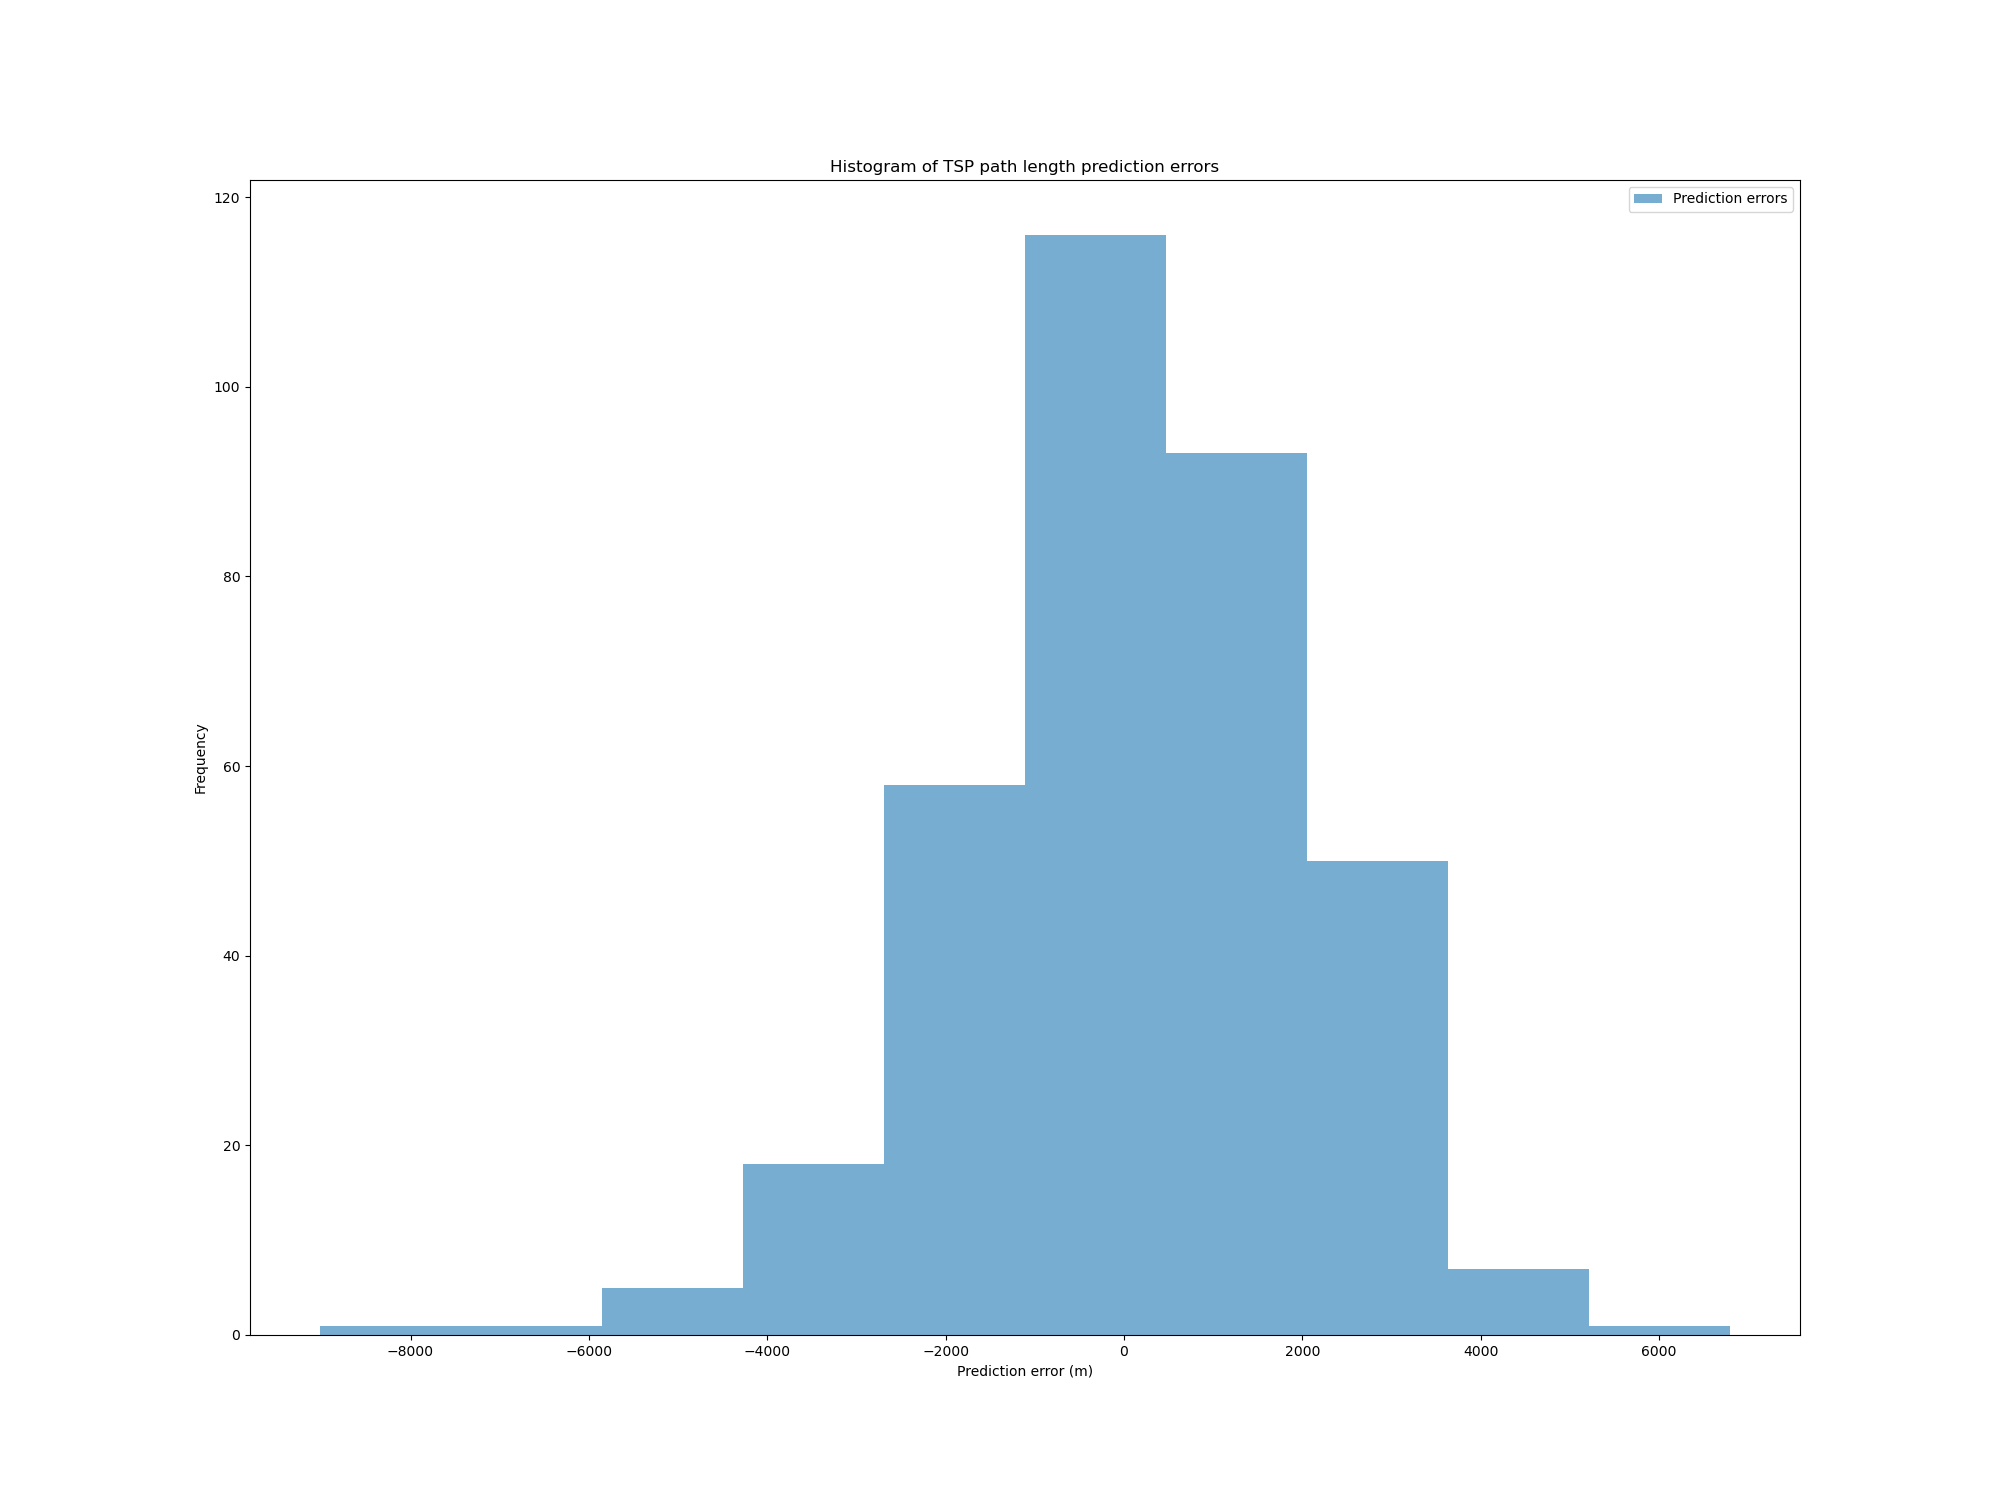 Histogram of TSP path length prediction errors
Prediction errors
120
100
80
60
40
20
0
Frequency
−8000 −6000 −4000 −2000 0 2000 4000 6000
Prediction error (m)